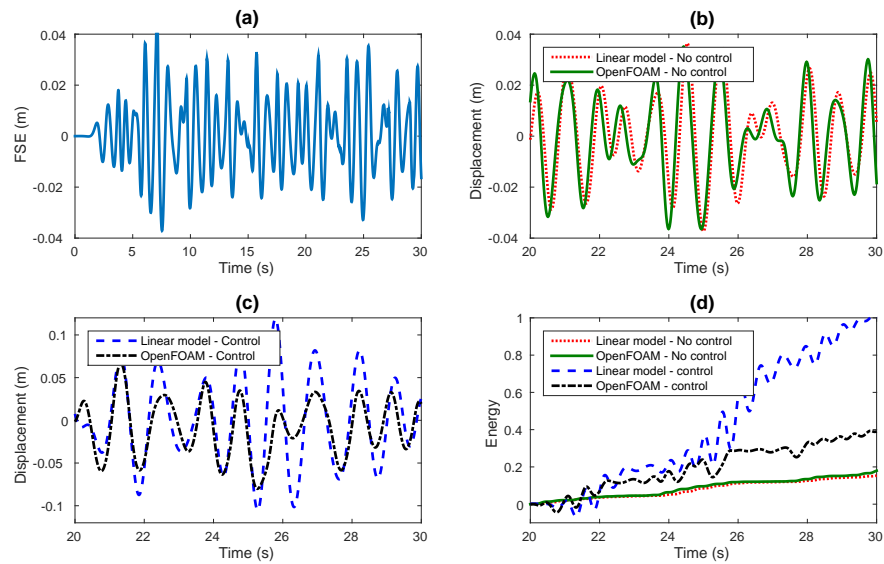 (a)
0.04
0.02
0
-0.02
-0.04
FSE (m)
0 5 10 15 20 25 30
Time (s)
(b)
0.04
0.02
0
-0.02
-0.04
Displacement (m)
Linear model - No control
OpenFOAM - No control
20 22 24 26 28 30
Time (s)
(c)
0.1
0.05
0
-0.05
-0.1
Displacement (m)
Linear model - Control
OpenFOAM - Control
20 22 24 26 28 30
Time (s)
(d)
1
0.8
0.6
0.4
0.2
0
Energy
Linear model - No control
OpenFOAM - No control
Linear model - control
OpenFOAM - control
20 22 24 26 28 30
Time (s)